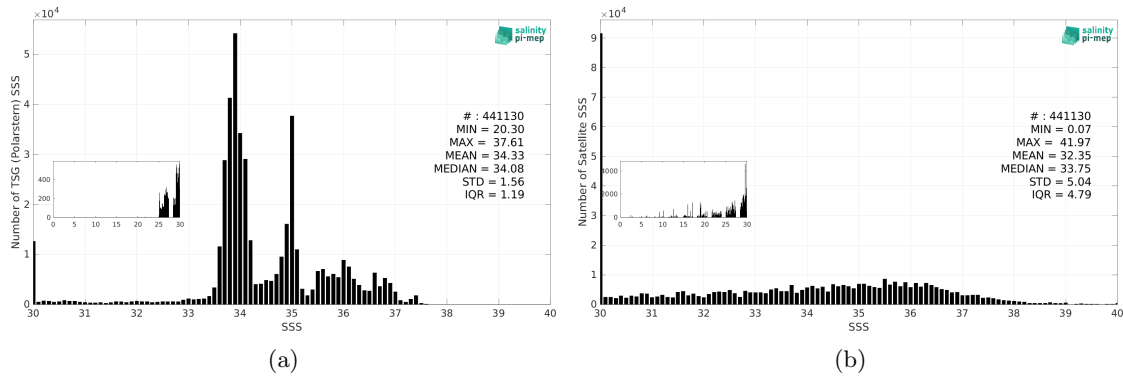 ×10⁴
salinity
pi-mep
5
4
3
2
1
0
Number of TSG (Polarstern) SSS
# : 441130
MIN = 20.30
MAX = 37.61
MEAN = 34.33
MEDIAN = 34.08
STD = 1.56
IQR = 1.19
400
200
0
0 5 10 15 20 25 30
30 31 32 33 34 35 36 37 38 39 40
SSS
(a)
×10⁴
salinity
pi-mep
9
8
7
6
5
4
3
2
1
0
Number of Satellite SSS
# : 441130
MIN = 0.07
MAX = 41.97
MEAN = 32.35
MEDIAN = 33.75
STD = 5.04
IQR = 4.79
4000
2000
0
0 5 10 15 20 25 30
30 31 32 33 34 35 36 37 38 39 40
SSS
(b)